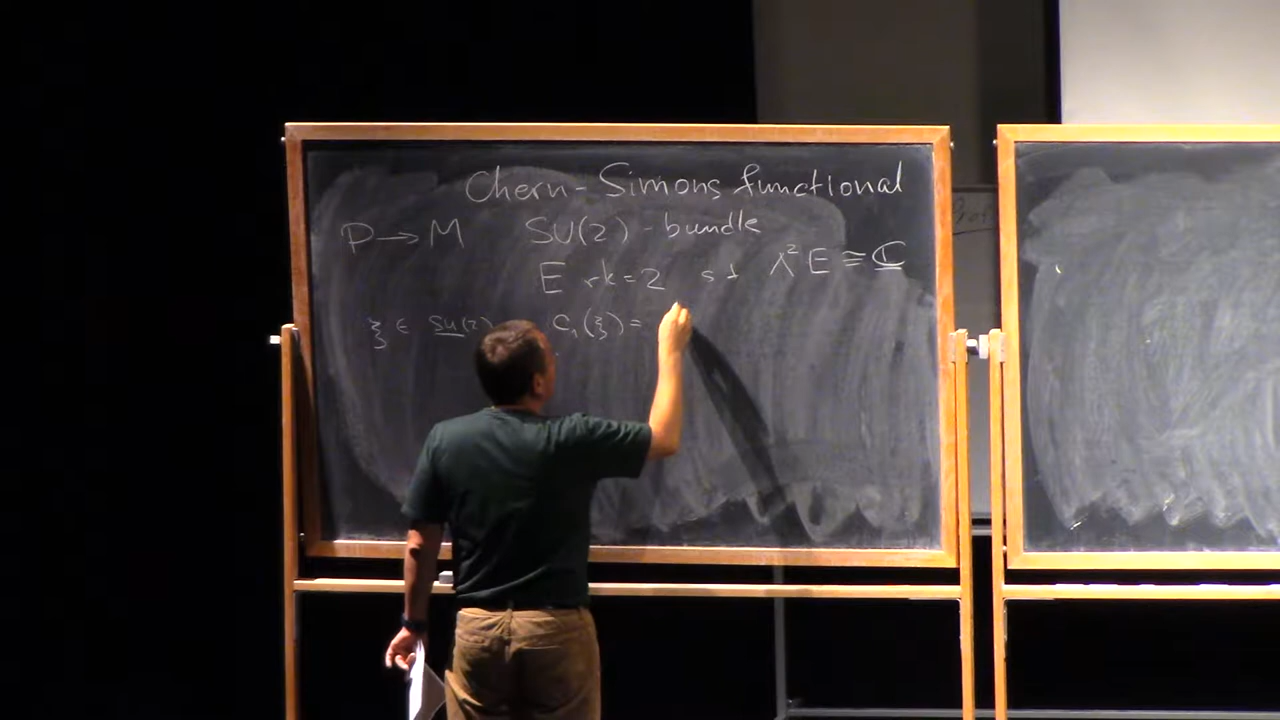 Chern-Simons functional
P → M SU(2) - bundle
E rk = 2 s.t. Λ²E ≅ <u>ℂ</u>
ξ ∈ <u>su</u>(2) c₁(ξ) =